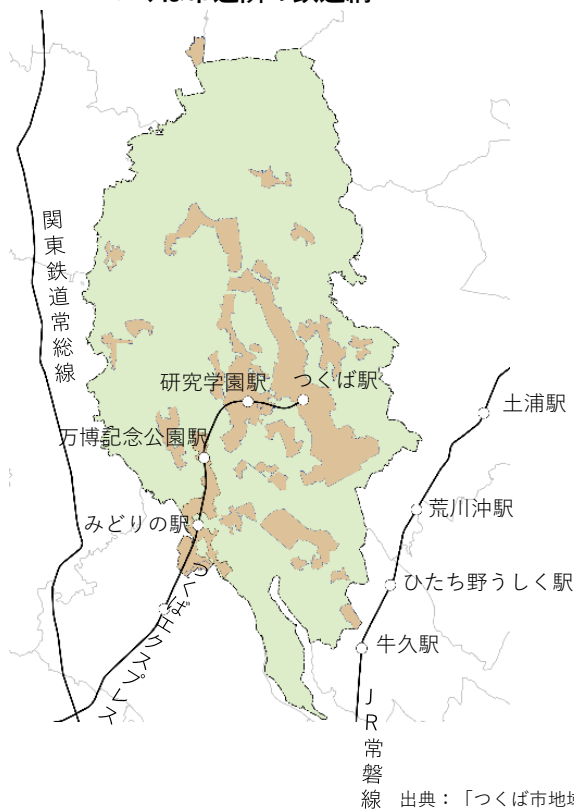 関東鉄道常総線
研究学園駅
つくば駅
土浦駅
万博記念公園駅
荒川沖駅
みどりの駅
つくばエクスプレス
ひたち野うしく駅
牛久駅
JR常磐線
出典：「つくば市地域